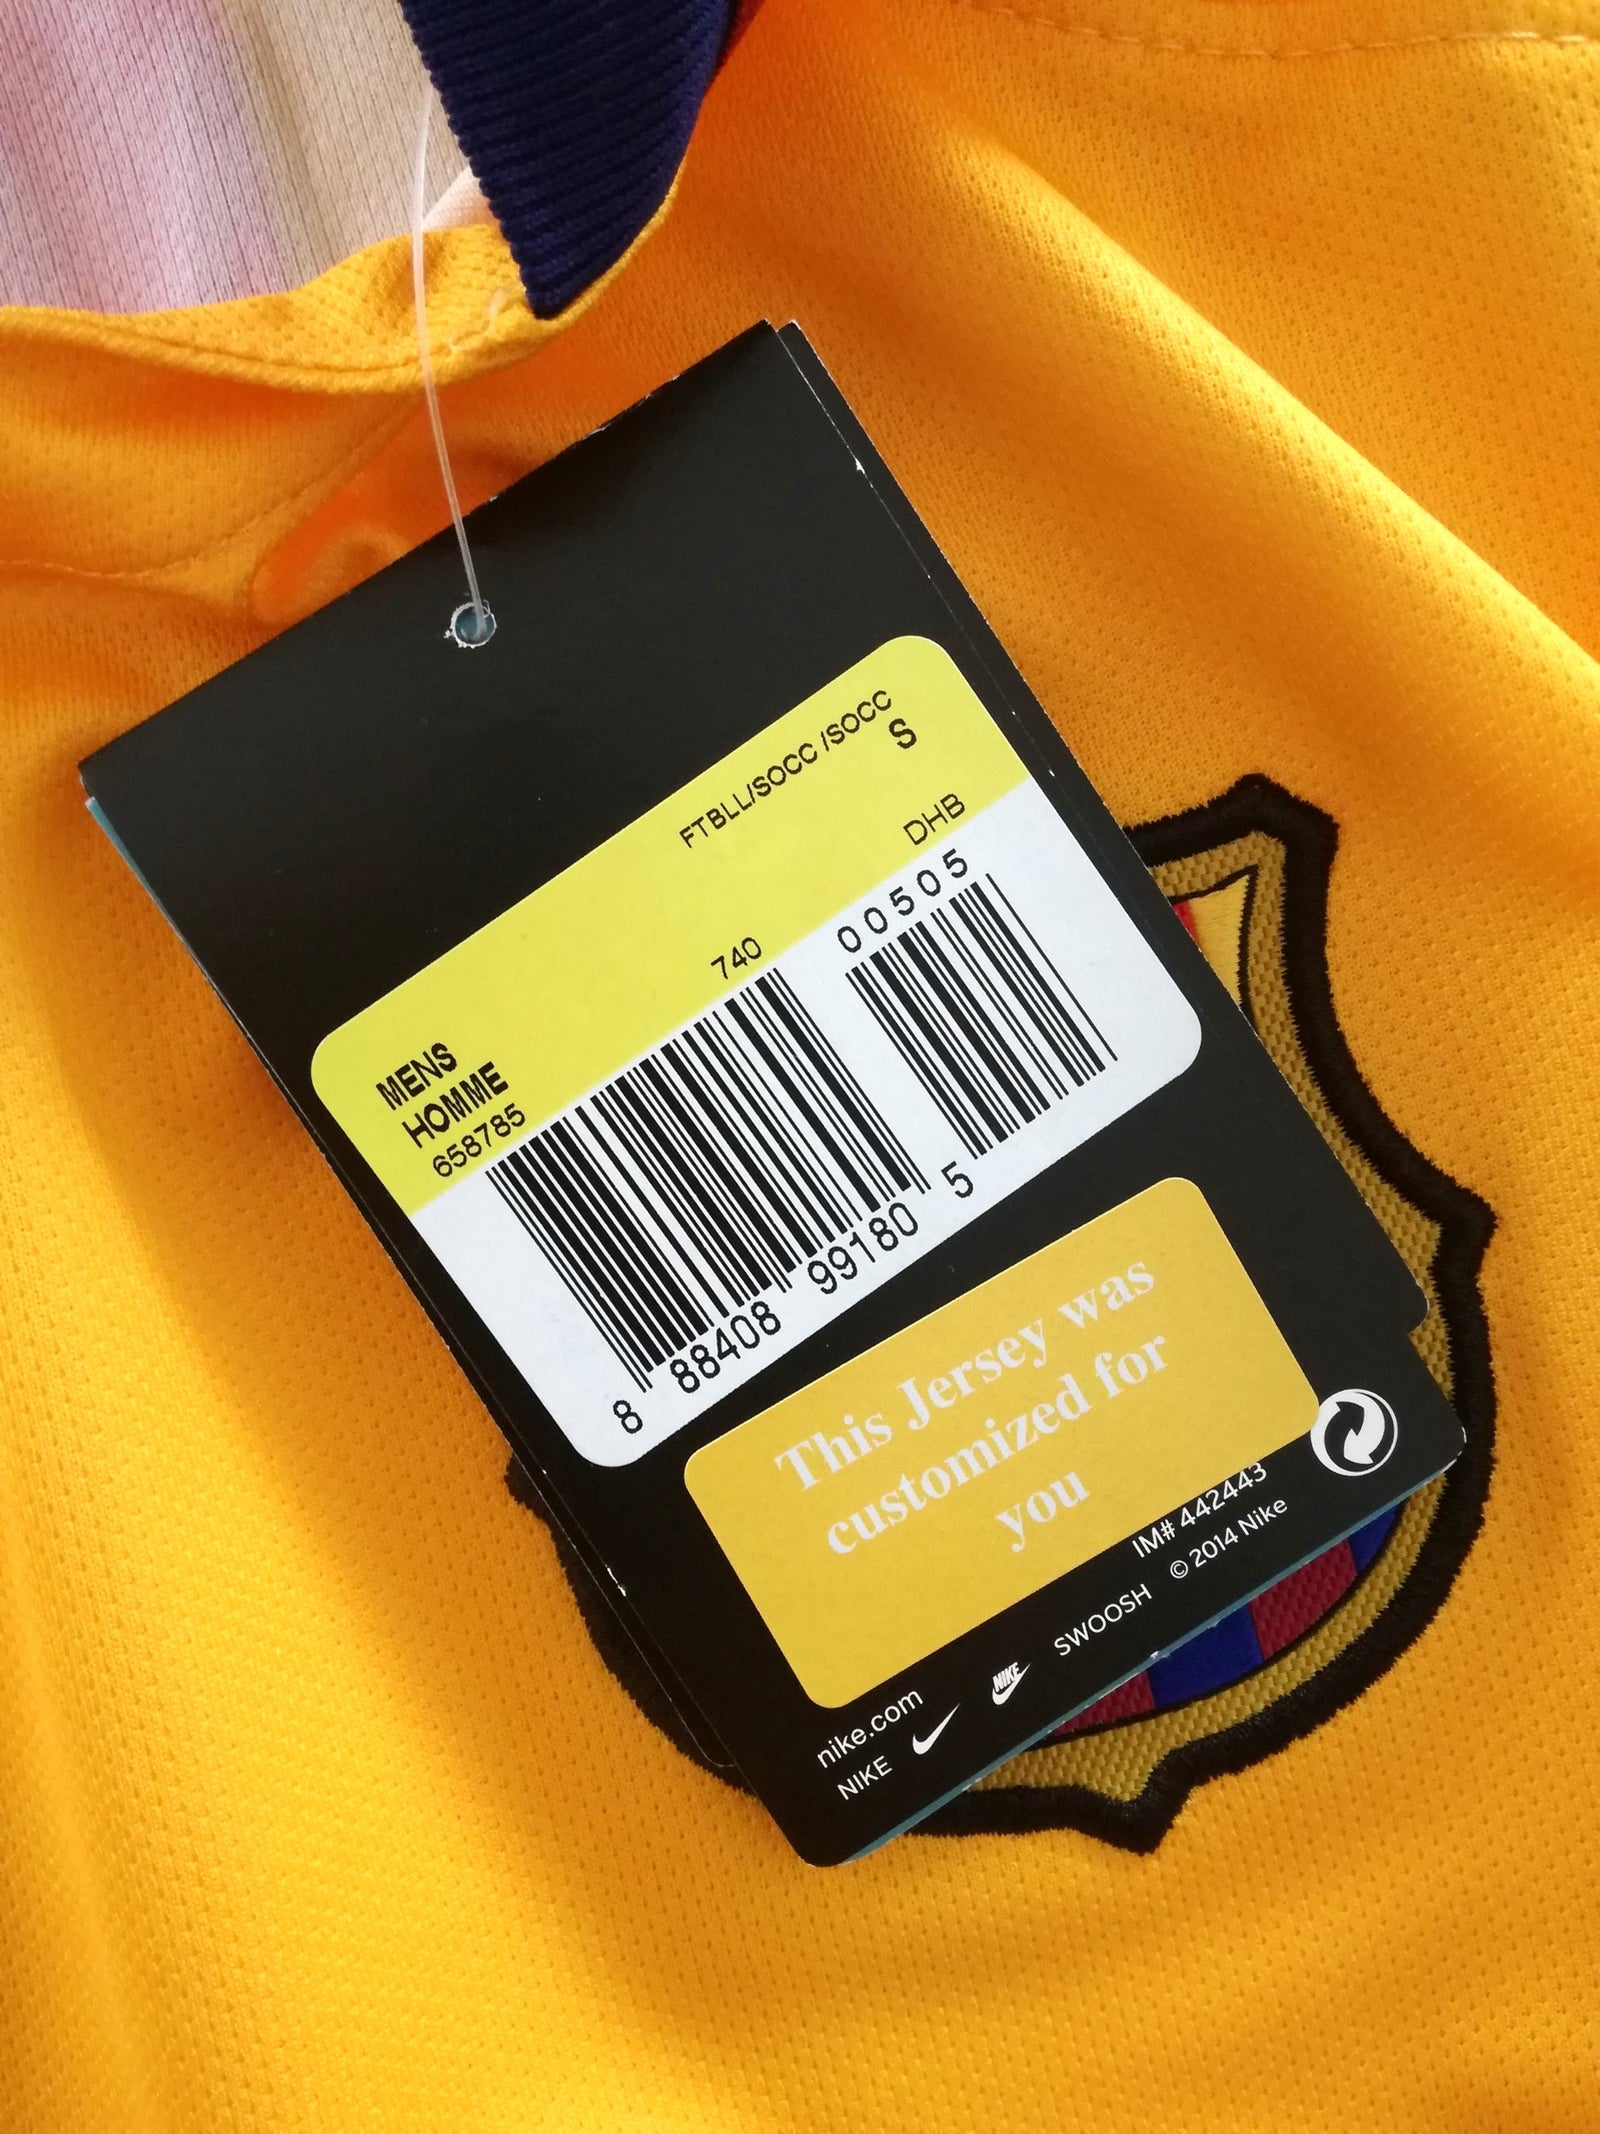 FTBLL/SOCC /SOCC
S
MENS
HOMME
658785
740
DHB
00505
8 88408 99180 5
This Jersey was
customized for
you
IM# 442443
nike.com
NIKE NIKE SWOOSH © 2014 Nike